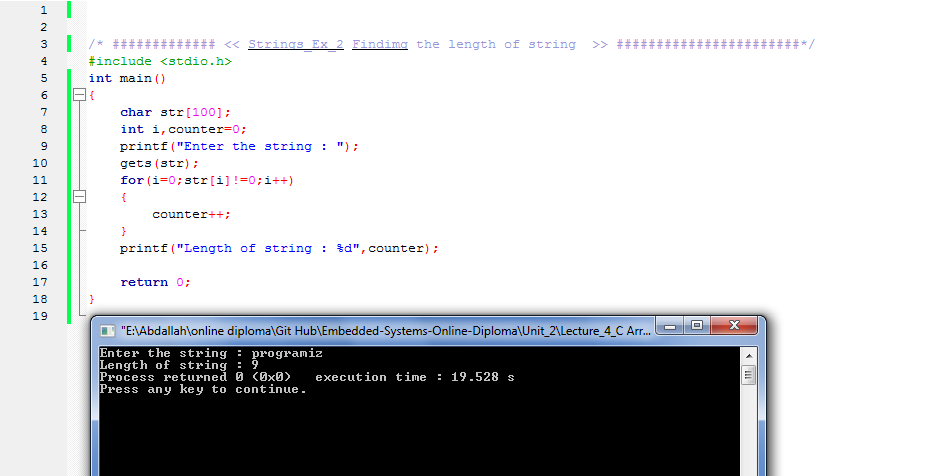 1
2
3 /* ############# << Strings_Ex_2 Findimg the length of string >> #######################*/
4 #include <stdio.h>
5 int main()
6 {
7 char str[100];
8 int i,counter=0;
9 printf("Enter the string : ");
10 gets(str);
11 for(i=0;str[i]!=0;i++)
12 {
13 counter++;
14 }
15 printf("Length of string : %d",counter);
16
17 return 0;
18 }
19
"E:\Abdallah\online diploma\Git Hub\Embedded-Systems-Online-Diploma\Unit_2\Lecture_4_C Arr...
Enter the string : programiz
Length of string : 9
Process returned 0 (0x0) execution time : 19.528 s
Press any key to continue.